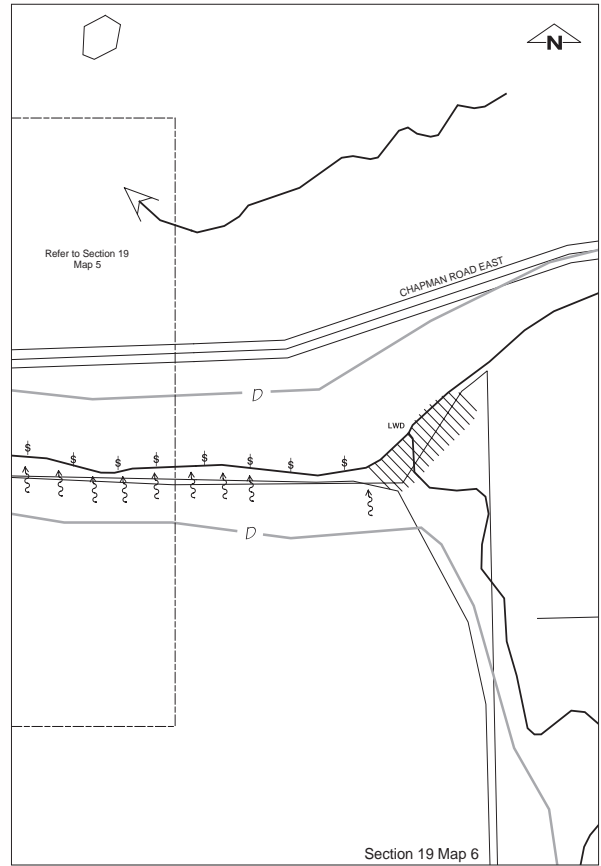 N
Refer to Section 19
Map 5
CHAPMAN ROAD EAST
D
LWD
$ $ $ $ $ $ $
D
Section 19 Map 6